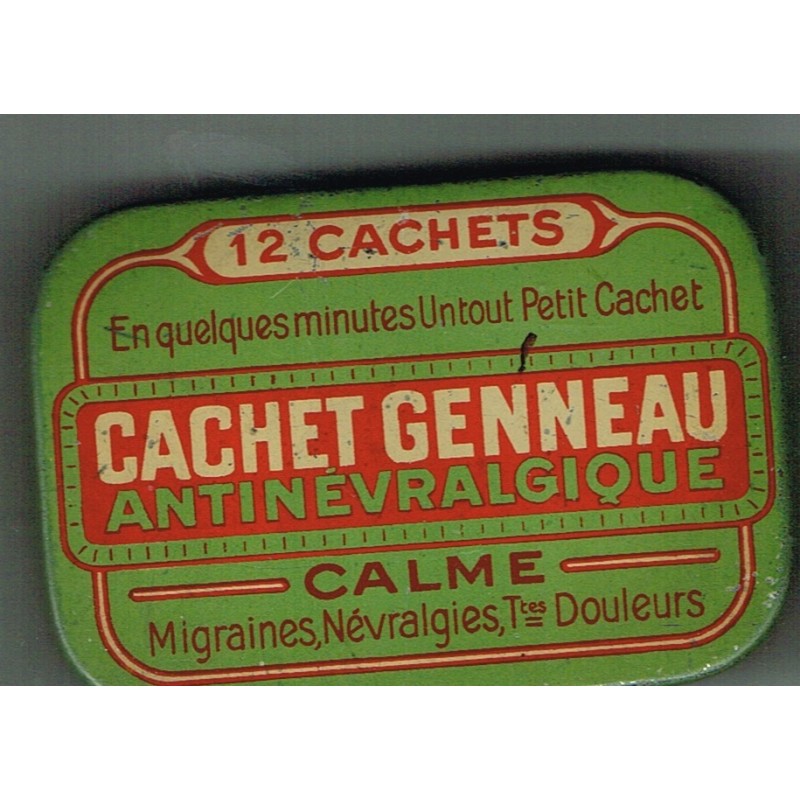 12 CACHETS
En quelques minutes Un tout Petit Cachet
CACHET GENNEAU
ANTINÉVRALGIQUE
CALME
Migraines, Névralgies, Ttes Douleurs